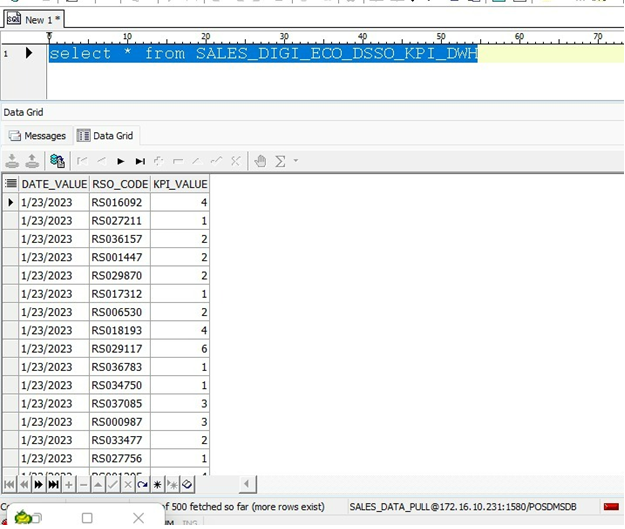 New 1 *
0 10 20 30 40 50 60 70
1 select * from SALES_DIGI_ECO_DSSO_KPI_DWH
Data Grid
Messages Data Grid
DATE_VALUE RSO_CODE KPI_VALUE
1/23/2023 RS016092 4
1/23/2023 RS027211 1
1/23/2023 RS036157 2
1/23/2023 RS001447 2
1/23/2023 RS029870 2
1/23/2023 RS017312 1
1/23/2023 RS006530 2
1/23/2023 RS018193 4
1/23/2023 RS029117 6
1/23/2023 RS036783 1
1/23/2023 RS034750 1
1/23/2023 RS037085 3
1/23/2023 RS000987 3
1/23/2023 RS033477 2
1/23/2023 RS027756 1
of 500 fetched so far (more rows exist) SALES_DATA_PULL@172.16.10.231:1580/POSDMSDB